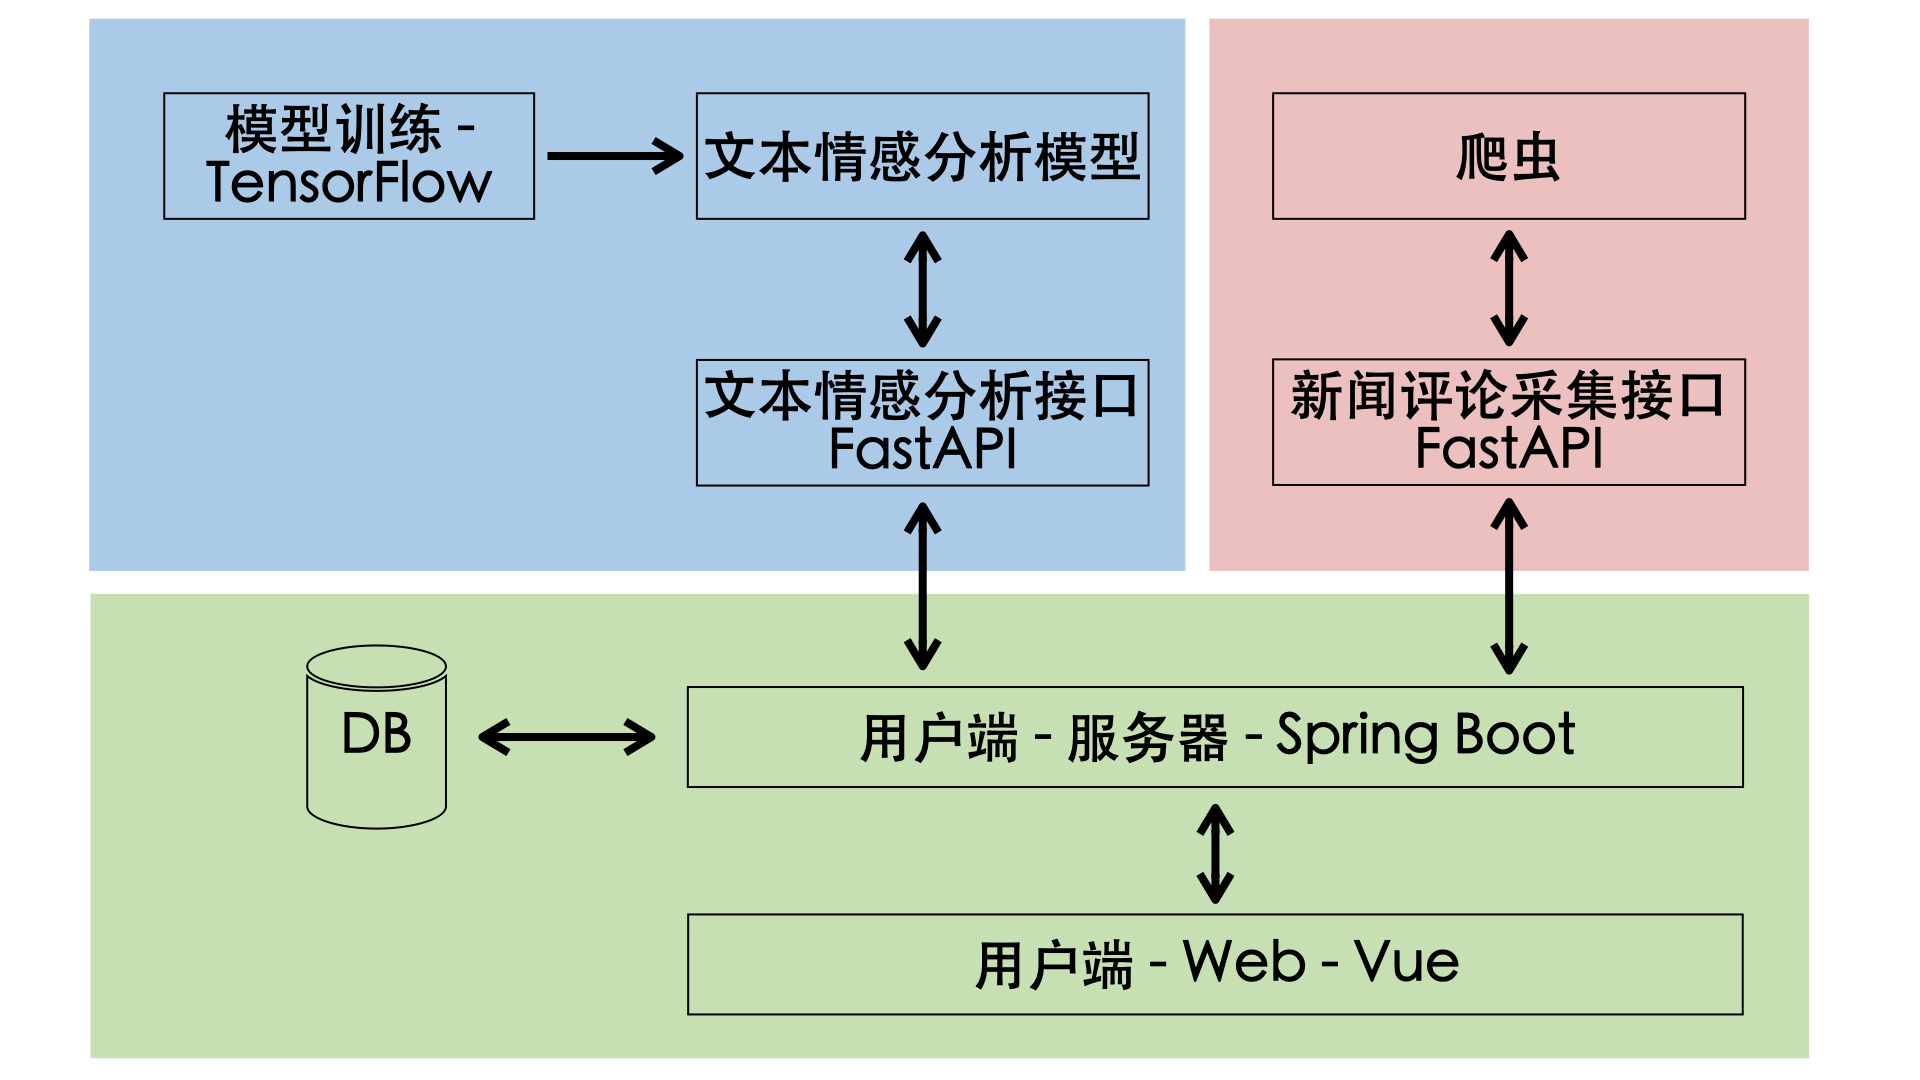 模型训练 -
TensorFlow
文本情感分析模型
爬虫
文本情感分析接口
FastAPI
新闻评论采集接口
FastAPI
DB
用户端 - 服务器 - Spring Boot
用户端 - Web - Vue